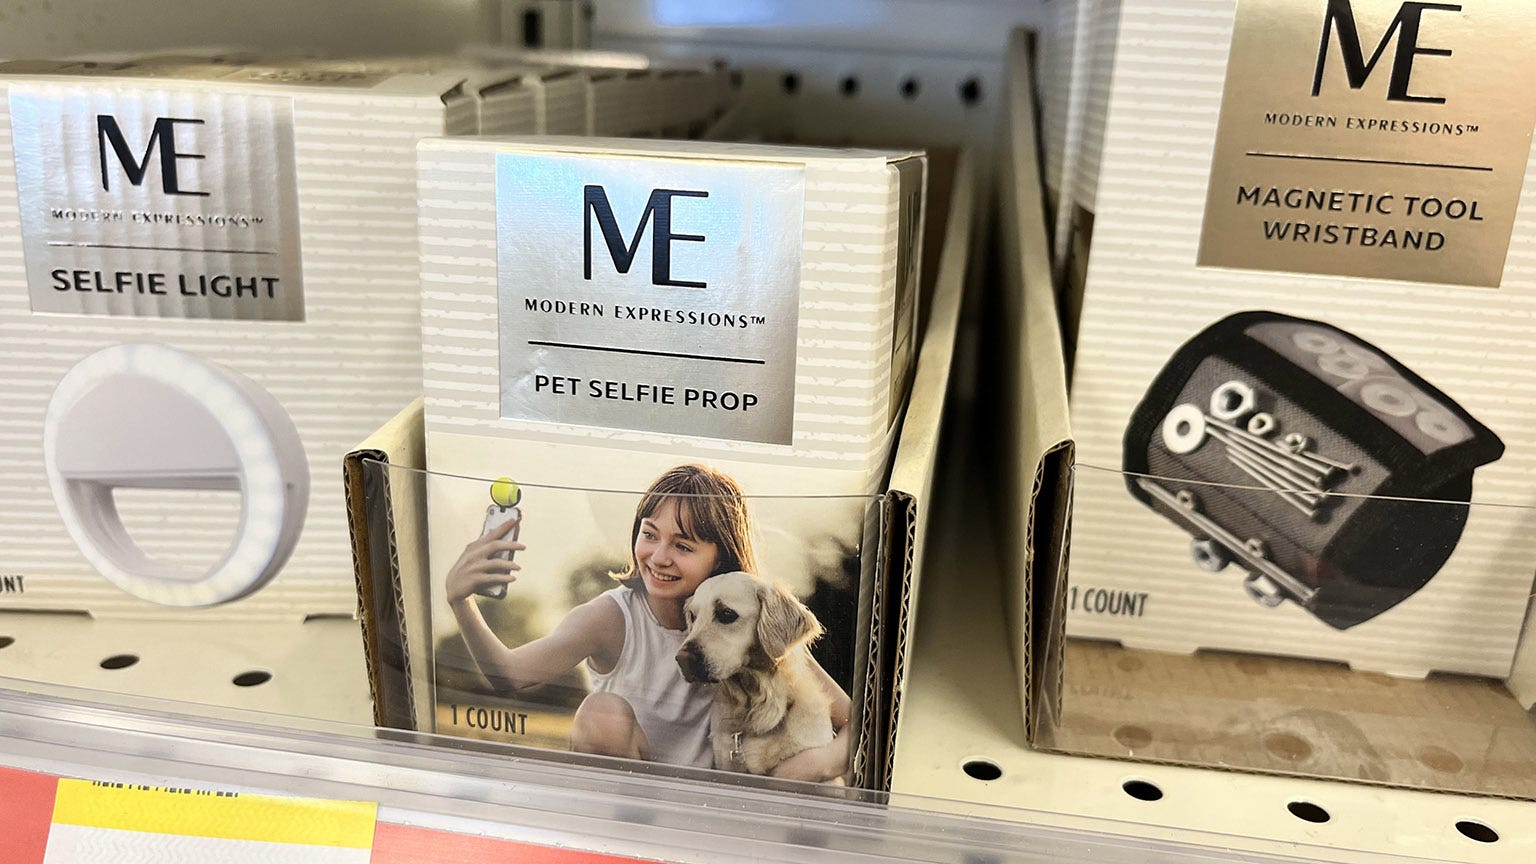 ME
MODERN EXPRESSIONS™
SELFIE LIGHT
ME
MODERN EXPRESSIONS™
PET SELFIE PROP
1 COUNT
ME
MODERN EXPRESSIONS™
MAGNETIC TOOL
WRISTBAND
1 COUNT